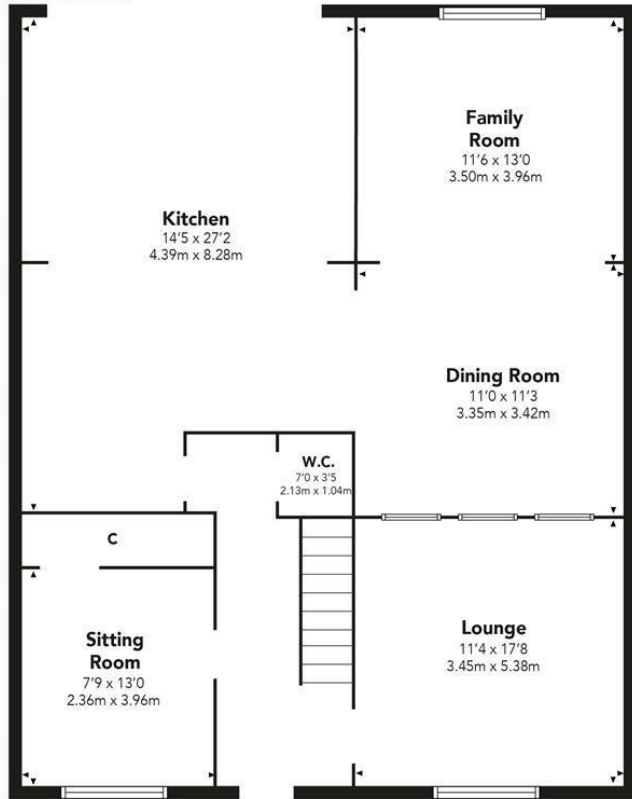 Family
Room
11'6 x 13'0
3.50m x 3.96m
Kitchen
14'5 x 27'2
4.39m x 8.28m
Dining Room
11'0 x 11'3
3.35m x 3.42m
W.C.
7'0 x 3'5
2.13m x 1.04m
C
Sitting
Room
7'9 x 13'0
2.36m x 3.96m
Lounge
11'4 x 17'8
3.45m x 5.38m